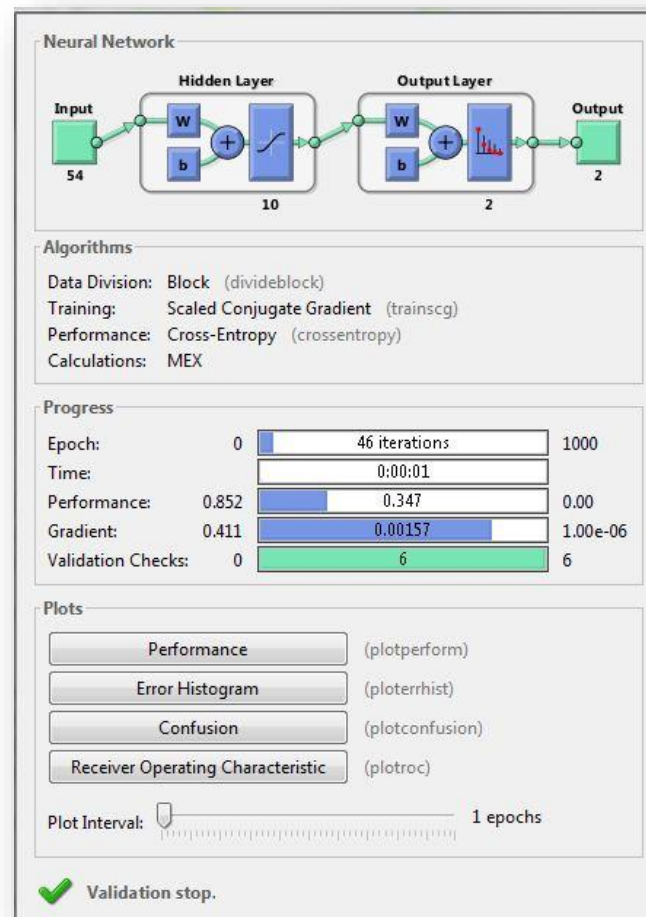 Neural Network
Hidden Layer Output Layer
Input Output
W W
+ +
b b
54 2
10 2
Algorithms
Data Division: Block (divideblock)
Training: Scaled Conjugate Gradient (trainscg)
Performance: Cross-Entropy (crossentropy)
Calculations: MEX
Progress
Epoch: 0 46 iterations 1000
Time: 0:00:01
Performance: 0.852 0.347 0.00
Gradient: 0.411 0.00157 1.00e-06
Validation Checks: 0 6 6
Plots
Performance (plotperform)
Error Histogram (ploterrhist)
Confusion (plotconfusion)
Receiver Operating Characteristic (plotroc)
Plot Interval: 1 epochs
Validation stop.